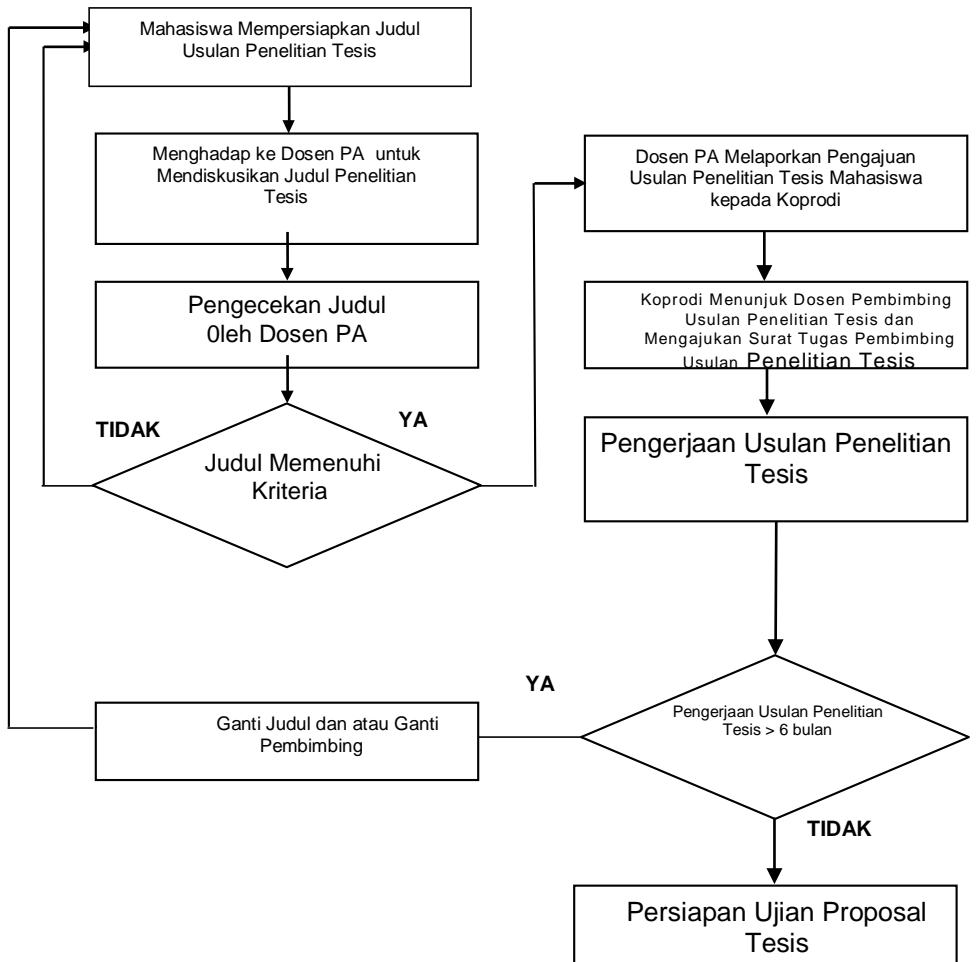 Mahasiswa Mempersiapkan Judul
Usulan Penelitian Tesis
Menghadap ke Dosen PA untuk
Mendiskusikan Judul Penelitian
Tesis
Pengecekan Judul
0leh Dosen PA
TIDAK
YA
Judul Memenuhi
Kriteria
Dosen PA Melaporkan Pengajuan
Usulan Penelitian Tesis Mahasiswa
kepada Koprodi
Koprodi Menunjuk Dosen Pembimbing
Usulan Penelitian Tesis dan
Mengajukan Surat Tugas Pembimbing
Usulan Penelitian Tesis
Pengerjaan Usulan Penelitian
Tesis
Pengerjaan Usulan Penelitian
Tesis > 6 bulan
YA
Ganti Judul dan atau Ganti
Pembimbing
TIDAK
Persiapan Ujian Proposal
Tesis